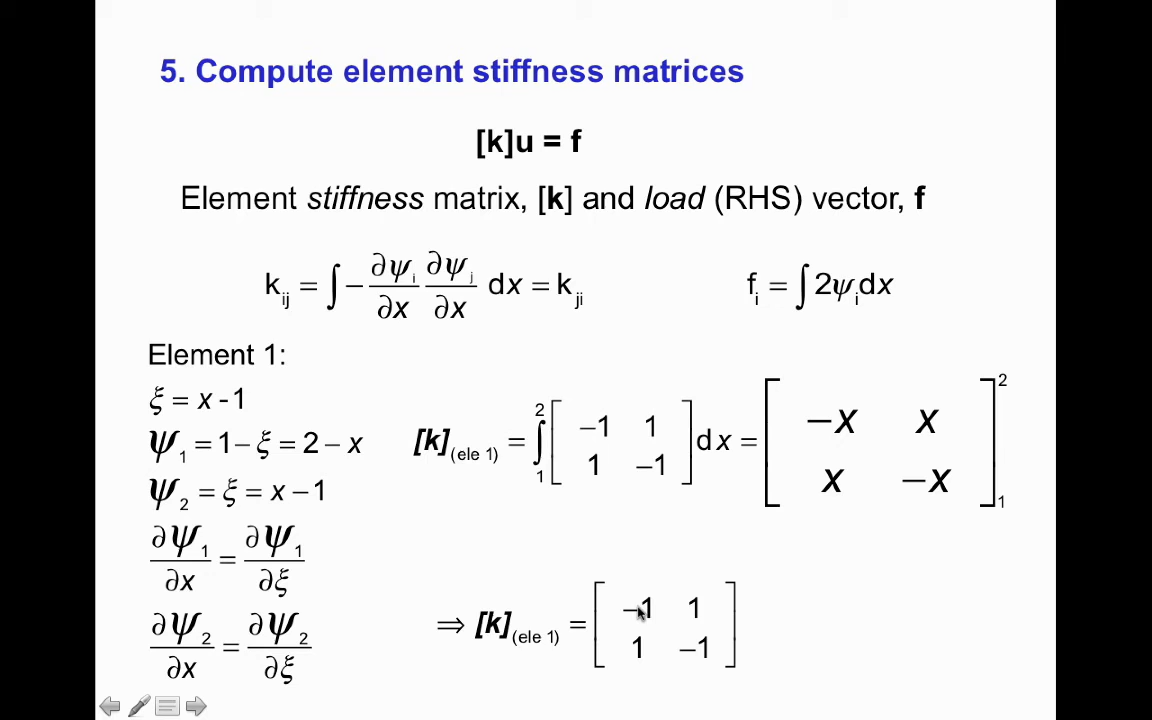 5. Compute element stiffness matrices
[k]u = f
Element stiffness matrix, [k] and load (RHS) vector, f
k_ij = ∫ − ∂ψ_i/∂x ∂ψ_j/∂x dx = k_ji
f_i = ∫ 2ψ_i dx
Element 1:
ξ = x - 1
ψ_1 = 1 − ξ = 2 − x
ψ_2 = ξ = x − 1
∂ψ_1/∂x = ∂ψ_1/∂ξ
∂ψ_2/∂x = ∂ψ_2/∂ξ
[k]_(ele 1) = ∫_1^2 [ −1 1 ; 1 −1 ] dx = [ −x x ; x −x ]_1^2
⇒ [k]_(ele 1) = [ −1 1 ; 1 −1 ]